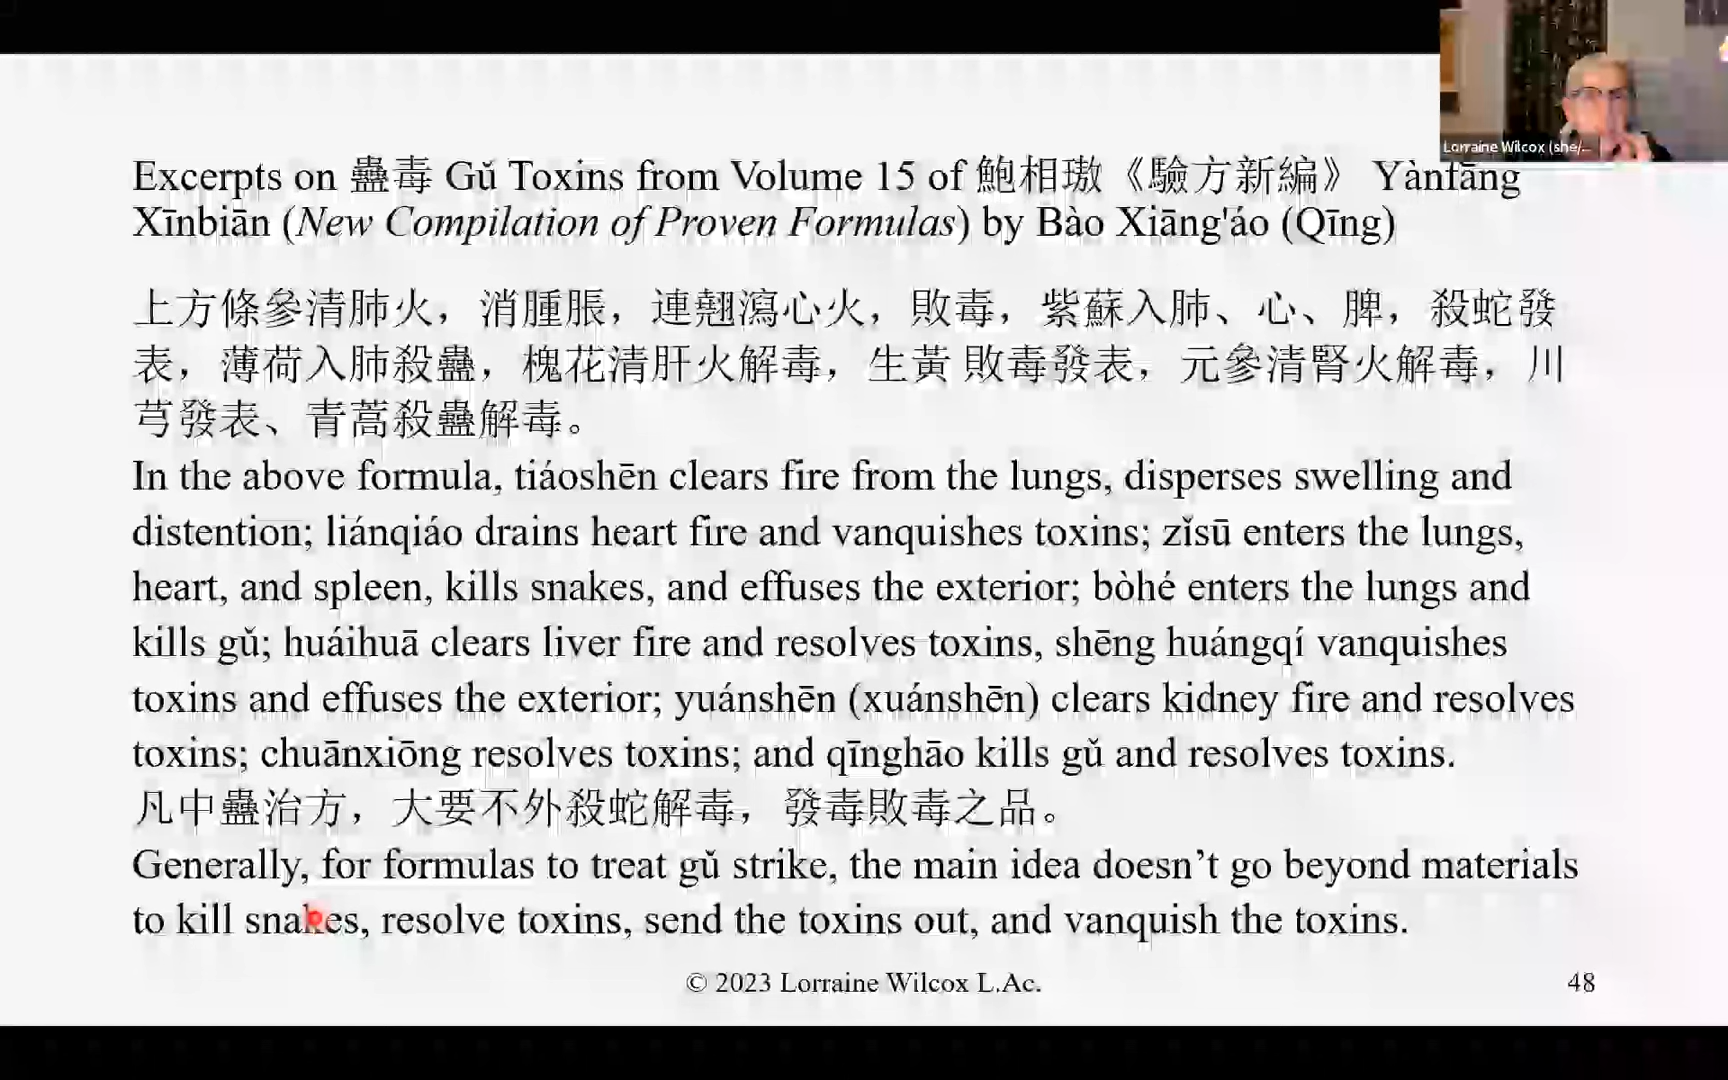 Lorraine Wilcox (she/...
Excerpts on 蠱毒 Gǔ Toxins from Volume 15 of 鮑相璈《驗方新編》 Yànfāng
Xīnbiān (New Compilation of Proven Formulas) by Bào Xiāng'áo (Qīng)
上方條參清肺火，消腫脹，連翹瀉心火，敗毒，紫蘇入肺、心、脾，殺蛇發
表，薄荷入肺殺蠱，槐花清肝火解毒，生黃 敗毒發表，元參清腎火解毒，川
芎發表、青蒿殺蠱解毒。
In the above formula, tiáoshēn clears fire from the lungs, disperses swelling and
distention; liánqiáo drains heart fire and vanquishes toxins; zǐsū enters the lungs,
heart, and spleen, kills snakes, and effuses the exterior; bòhé enters the lungs and
kills gǔ; huáihuā clears liver fire and resolves toxins, shēng huángqí vanquishes
toxins and effuses the exterior; yuánshēn (xuánshēn) clears kidney fire and resolves
toxins; chuānxiōng resolves toxins; and qīnghāo kills gǔ and resolves toxins.
凡中蠱治方，大要不外殺蛇解毒，發毒敗毒之品。
Generally, for formulas to treat gǔ strike, the main idea doesn’t go beyond materials
to kill snakes, resolve toxins, send the toxins out, and vanquish the toxins.
© 2023 Lorraine Wilcox L.Ac.
48